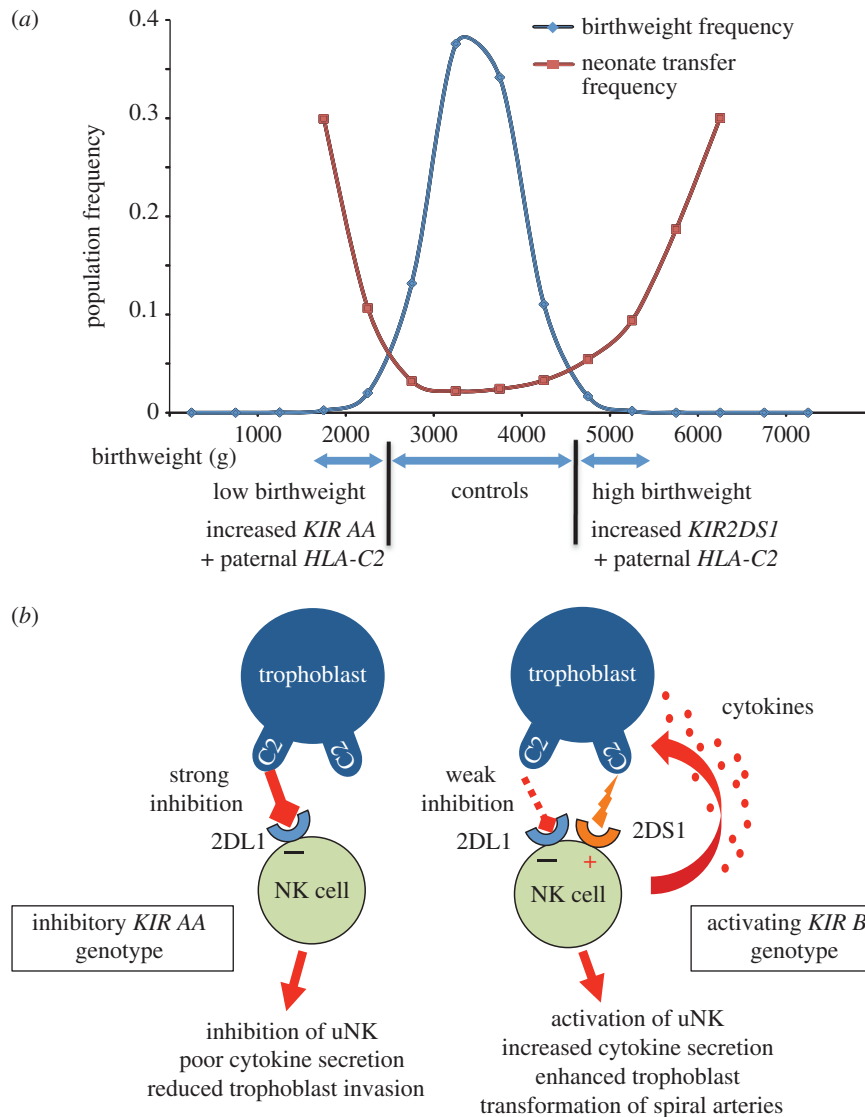 (a)
0.4
0.3
0.2
0.1
0
population frequency
birthweight frequency
neonate transfer
frequency
1000 2000 3000 4000 5000 6000 7000
birthweight (g)
low birthweight
controls
high birthweight
increased KIR AA
+ paternal HLA-C2
increased KIR2DS1
+ paternal HLA-C2
(b)
trophoblast
C2
C2
strong
inhibition
2DL1
–
NK cell
inhibitory KIR AA
genotype
inhibition of uNK
poor cytokine secretion
reduced trophoblast invasion
trophoblast
C2
C2
cytokines
weak
inhibition
2DL1
2DS1
– +
NK cell
activating KIR B
genotype
activation of uNK
increased cytokine secretion
enhanced trophoblast
transformation of spiral arteries